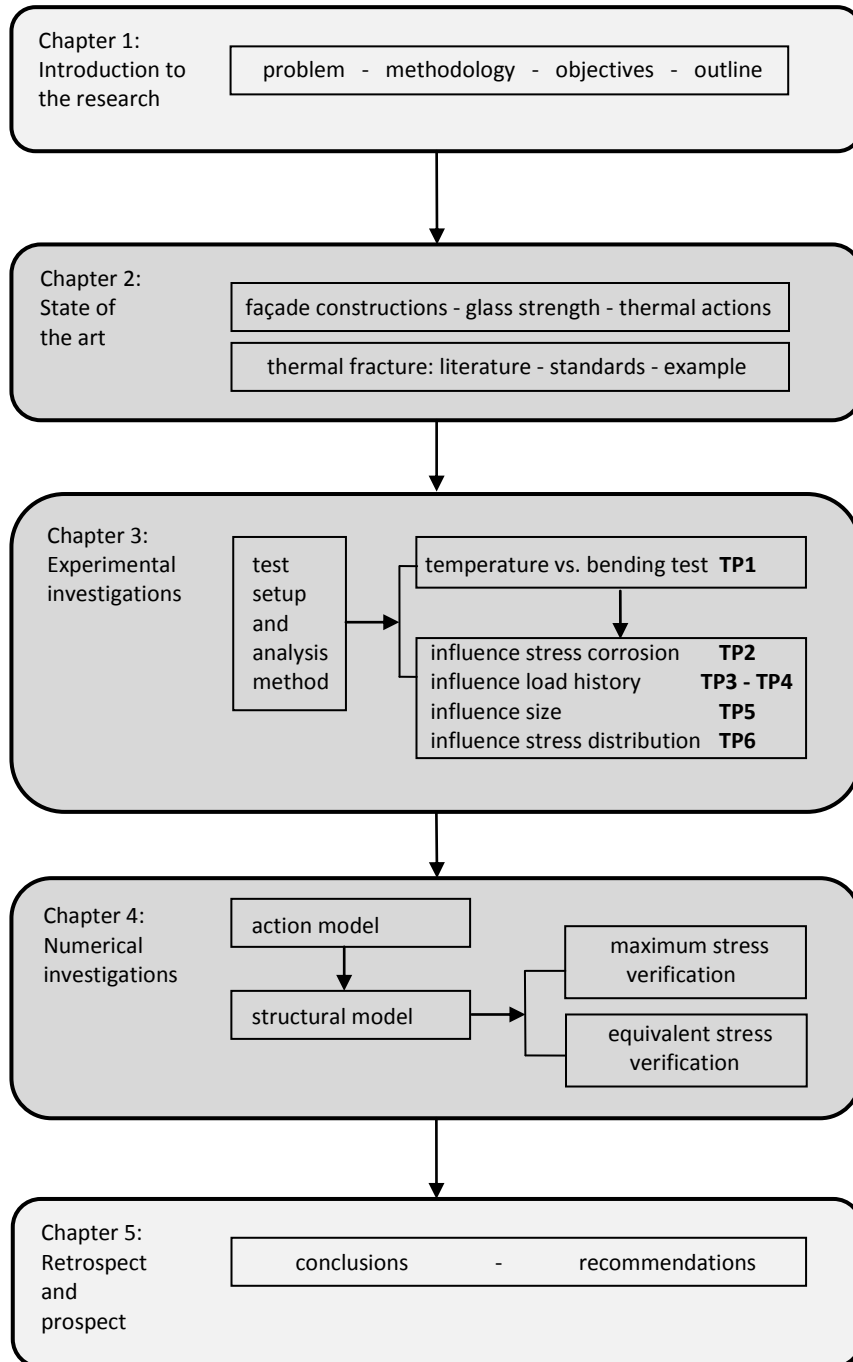 Chapter 1:
Introduction to
the research
problem - methodology - objectives - outline
Chapter 2:
State of
the art
façade constructions - glass strength - thermal actions
thermal fracture: literature - standards - example
Chapter 3:
Experimental
investigations
test
setup
and
analysis
method
temperature vs. bending test TP1
influence stress corrosion TP2
influence load history TP3 - TP4
influence size TP5
influence stress distribution TP6
Chapter 4:
Numerical
investigations
action model
structural model
maximum stress
verification
equivalent stress
verification
Chapter 5:
Retrospect
and
prospect
conclusions - recommendations